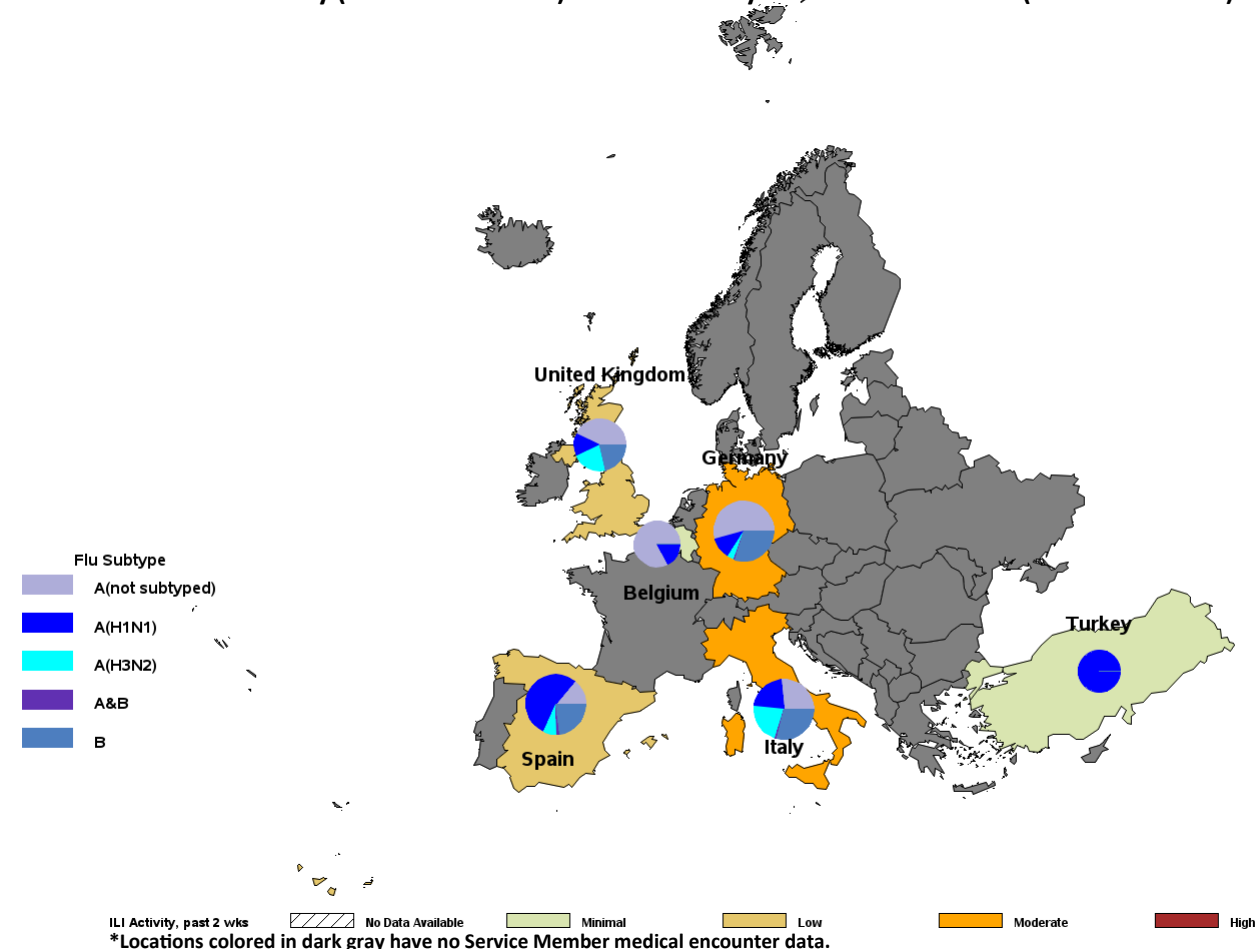 United Kingdom
Germany
Belgium
Turkey
Spain
Italy
Flu Subtype
A(not subtyped)
A(H1N1)
A(H3N2)
A&B
B
ILI Activity, past 2 wks No Data Available Minimal Low Moderate High
*Locations colored in dark gray have no Service Member medical encounter data.